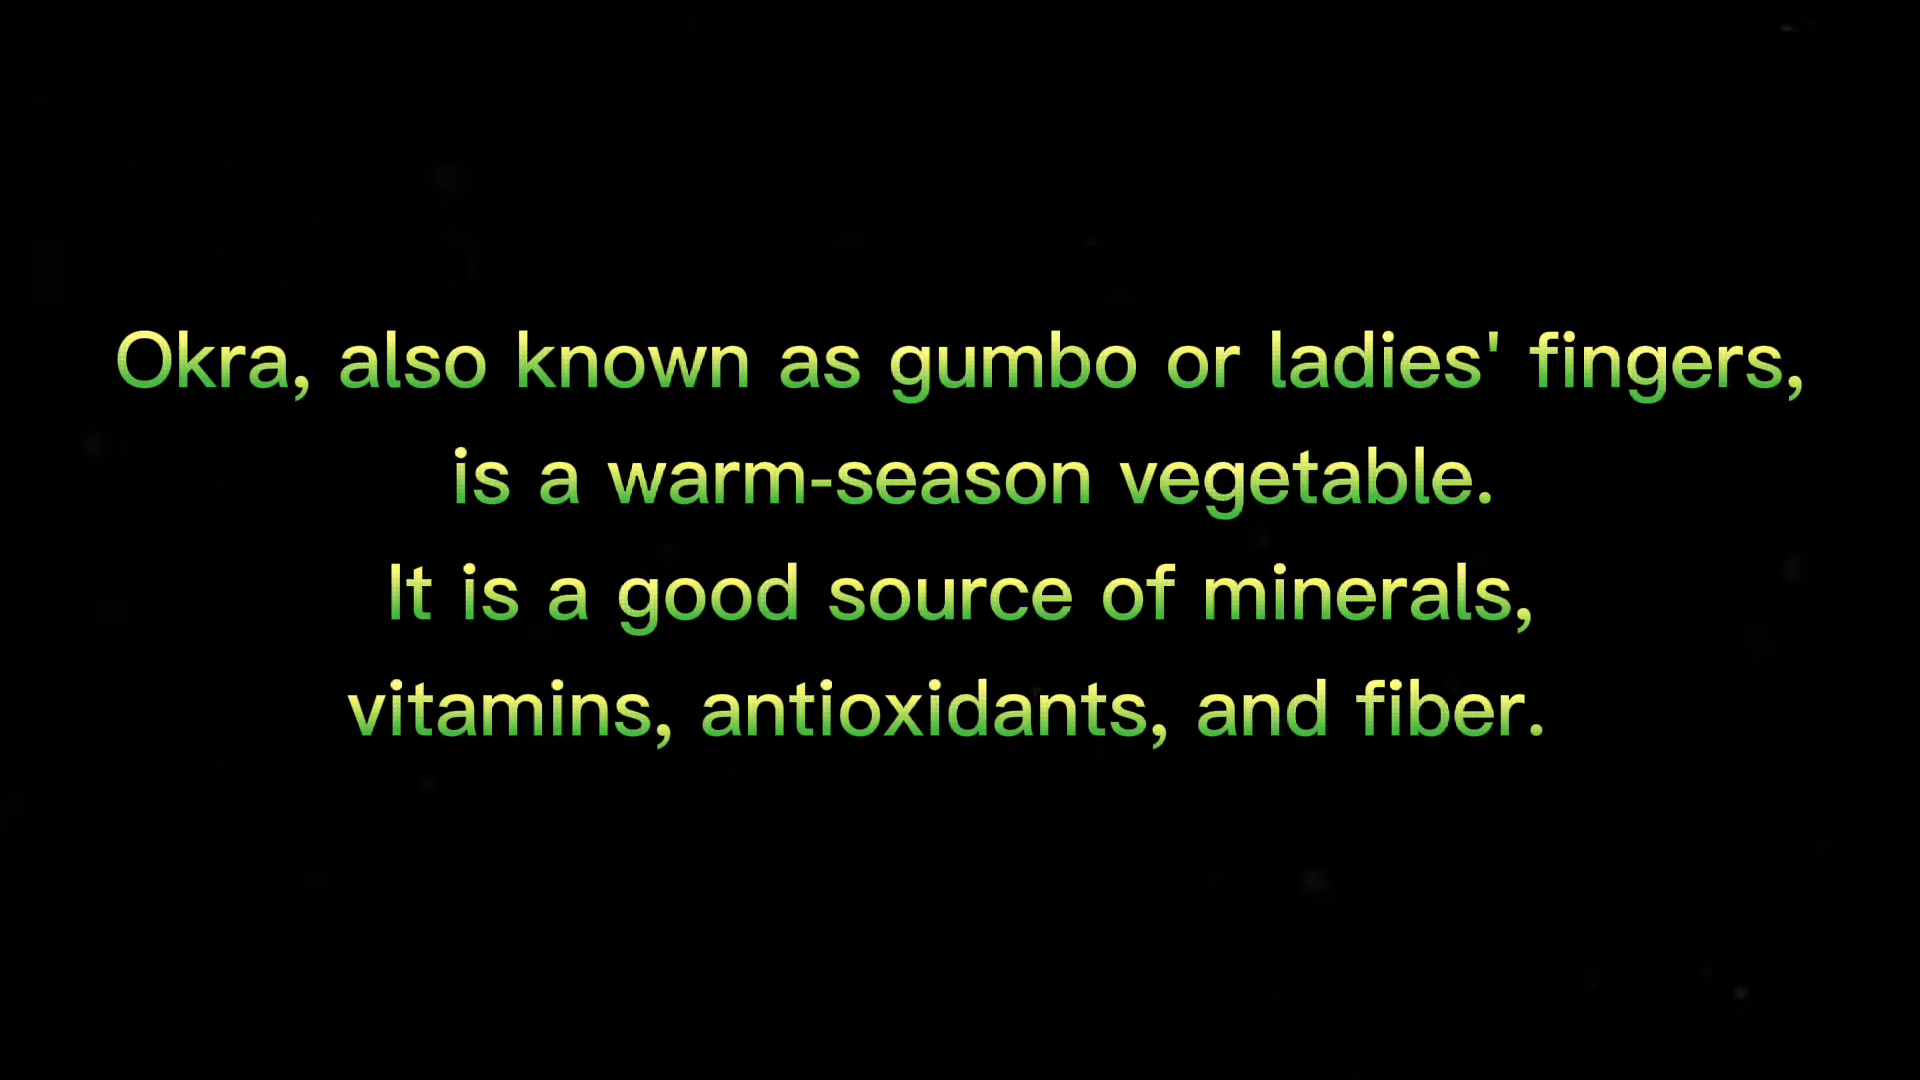 Okra, also known as gumbo or ladies' fingers,
is a warm-season vegetable.
It is a good source of minerals,
vitamins, antioxidants, and fiber.